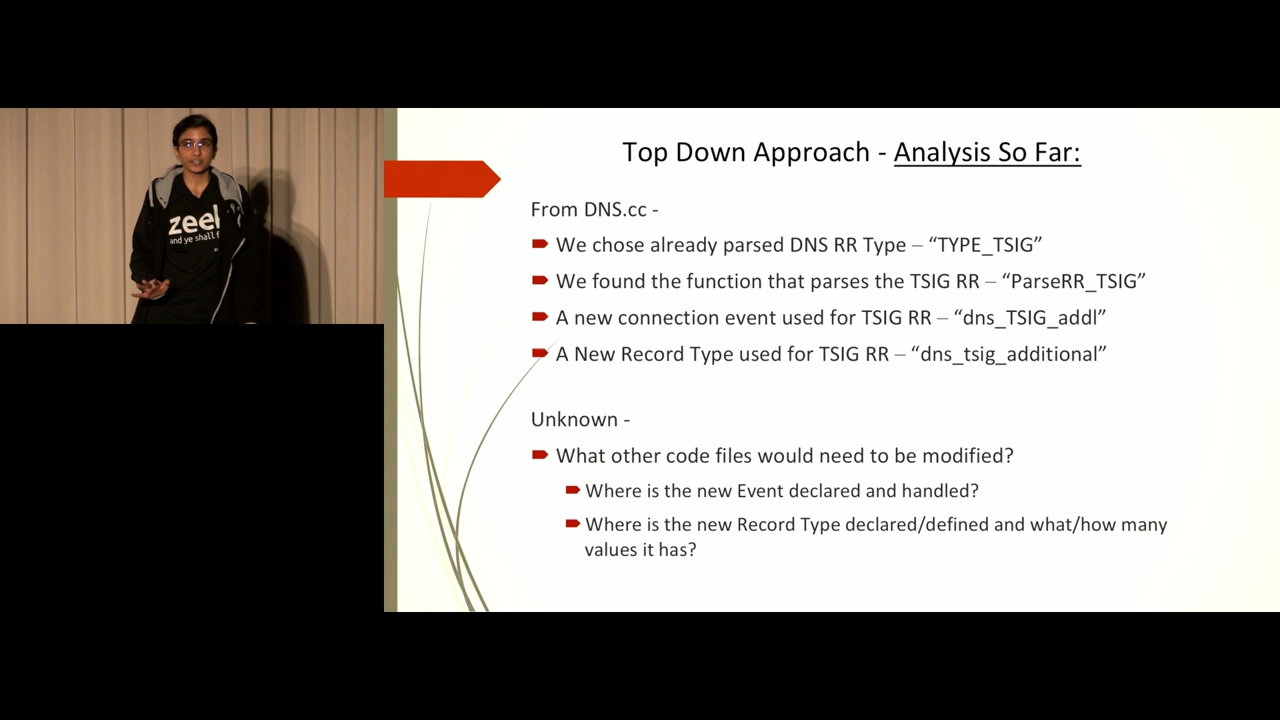 Top Down Approach - Analysis So Far:
From DNS.cc -
We chose already parsed DNS RR Type – “TYPE_TSIG”
We found the function that parses the TSIG RR – “ParseRR_TSIG”
A new connection event used for TSIG RR – “dns_TSIG_addl”
A New Record Type used for TSIG RR – “dns_tsig_additional”
Unknown -
What other code files would need to be modified?
Where is the new Event declared and handled?
Where is the new Record Type declared/defined and what/how many
values it has?
zeek
and ye shall f